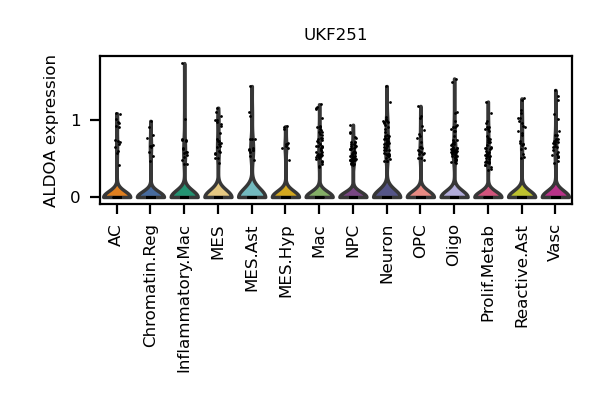 UKF251
ALDOA expression
1
0
AC
Chromatin.Reg
Inflammatory.Mac
MES
MES.Ast
MES.Hyp
Mac
NPC
Neuron
OPC
Oligo
Prolif.Metab
Reactive.Ast
Vasc